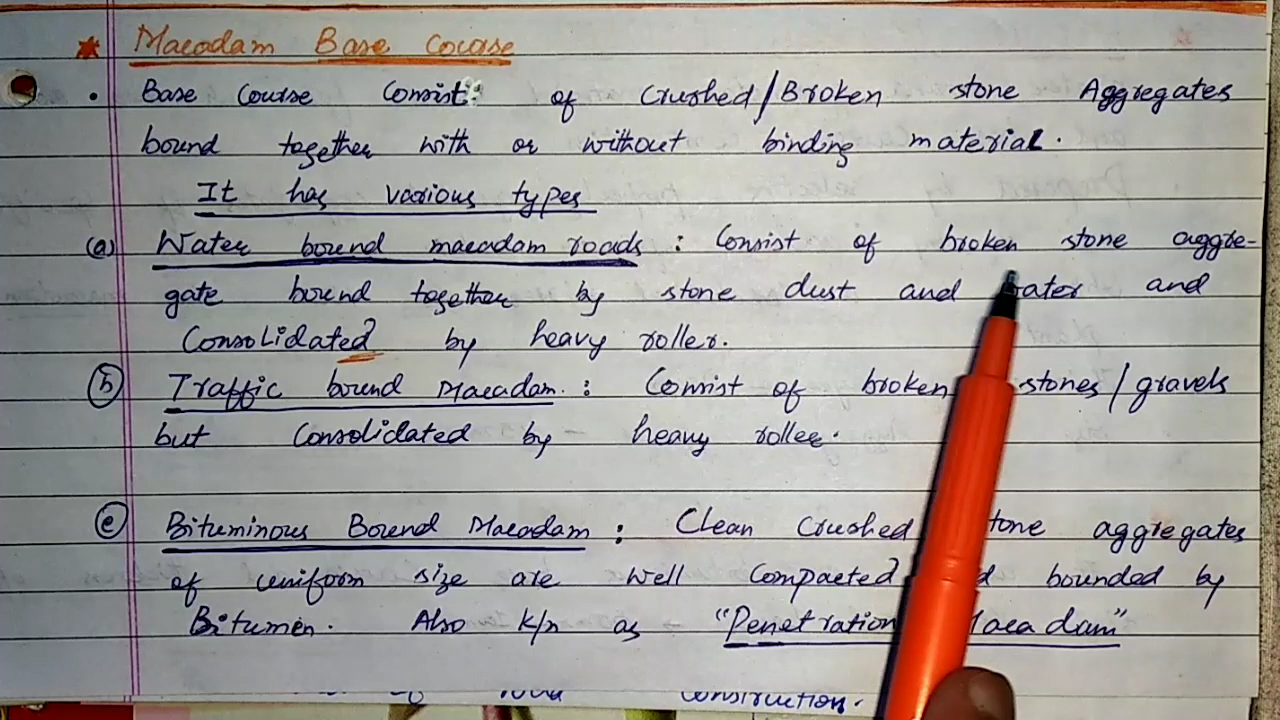 * Macadam Base Course
• Base Course Consist of Crushed/Broken stone Aggregates
bound together with or without binding material.
It has various types
(a) Water bound macadam roads : Consist of broken stone aggre-
gate bound together by stone dust and water and
Consolidated by heavy roller.
(b) Traffic bound Macadam. : Consist of broken stones/gravels
but Consolidated by heavy roller.
(c) Bituminous Bound Macadam : Clean Crushed stone aggregates
of uniform size are well Compacted bounded by
Bitumen. Also k/n as "Penetration Macadam"
construction.